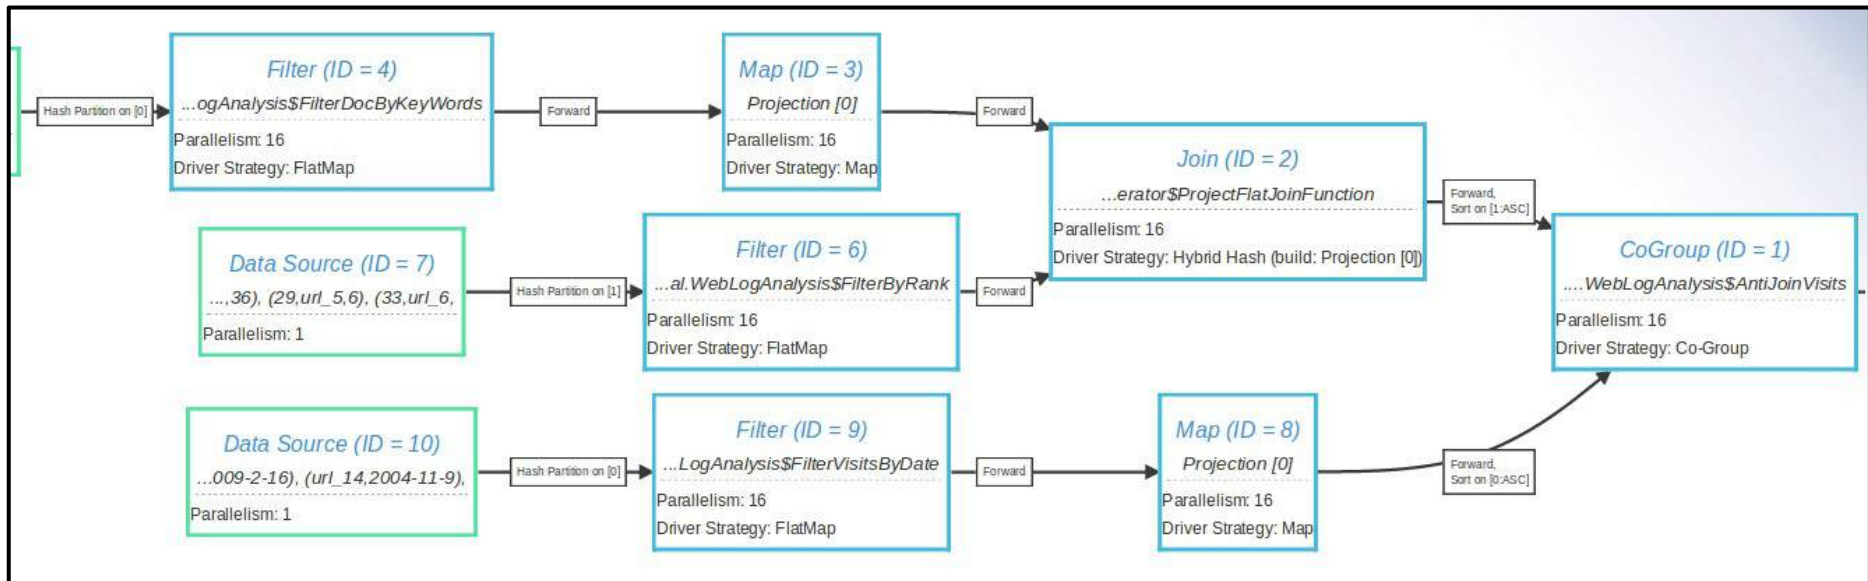 Hash Partition on [0]
Filter (ID = 4)
...ogAnalysis$FilterDocByKeyWords
Parallelism: 16
Driver Strategy: FlatMap
Forward
Map (ID = 3)
Projection [0]
Parallelism: 16
Driver Strategy: Map
Forward
Data Source (ID = 7)
...,36), (29,url_5,6), (33,url_6,
Parallelism: 1
Hash Partition on [1]
Filter (ID = 6)
...al.WebLogAnalysis$FilterByRank
Parallelism: 16
Driver Strategy: FlatMap
Forward
Join (ID = 2)
...erator$ProjectFlatJoinFunction
Parallelism: 16
Driver Strategy: Hybrid Hash (build: Projection [0])
Forward,
Sort on [1:ASC]
Data Source (ID = 10)
...009-2-16), (url_14,2004-11-9),
Parallelism: 1
Hash Partition on [0]
Filter (ID = 9)
...LogAnalysis$FilterVisitsByDate
Parallelism: 16
Driver Strategy: FlatMap
Forward
Map (ID = 8)
Projection [0]
Parallelism: 16
Driver Strategy: Map
Forward,
Sort on [0:ASC]
CoGroup (ID = 1)
....WebLogAnalysis$AntiJoinVisits
Parallelism: 16
Driver Strategy: Co-Group